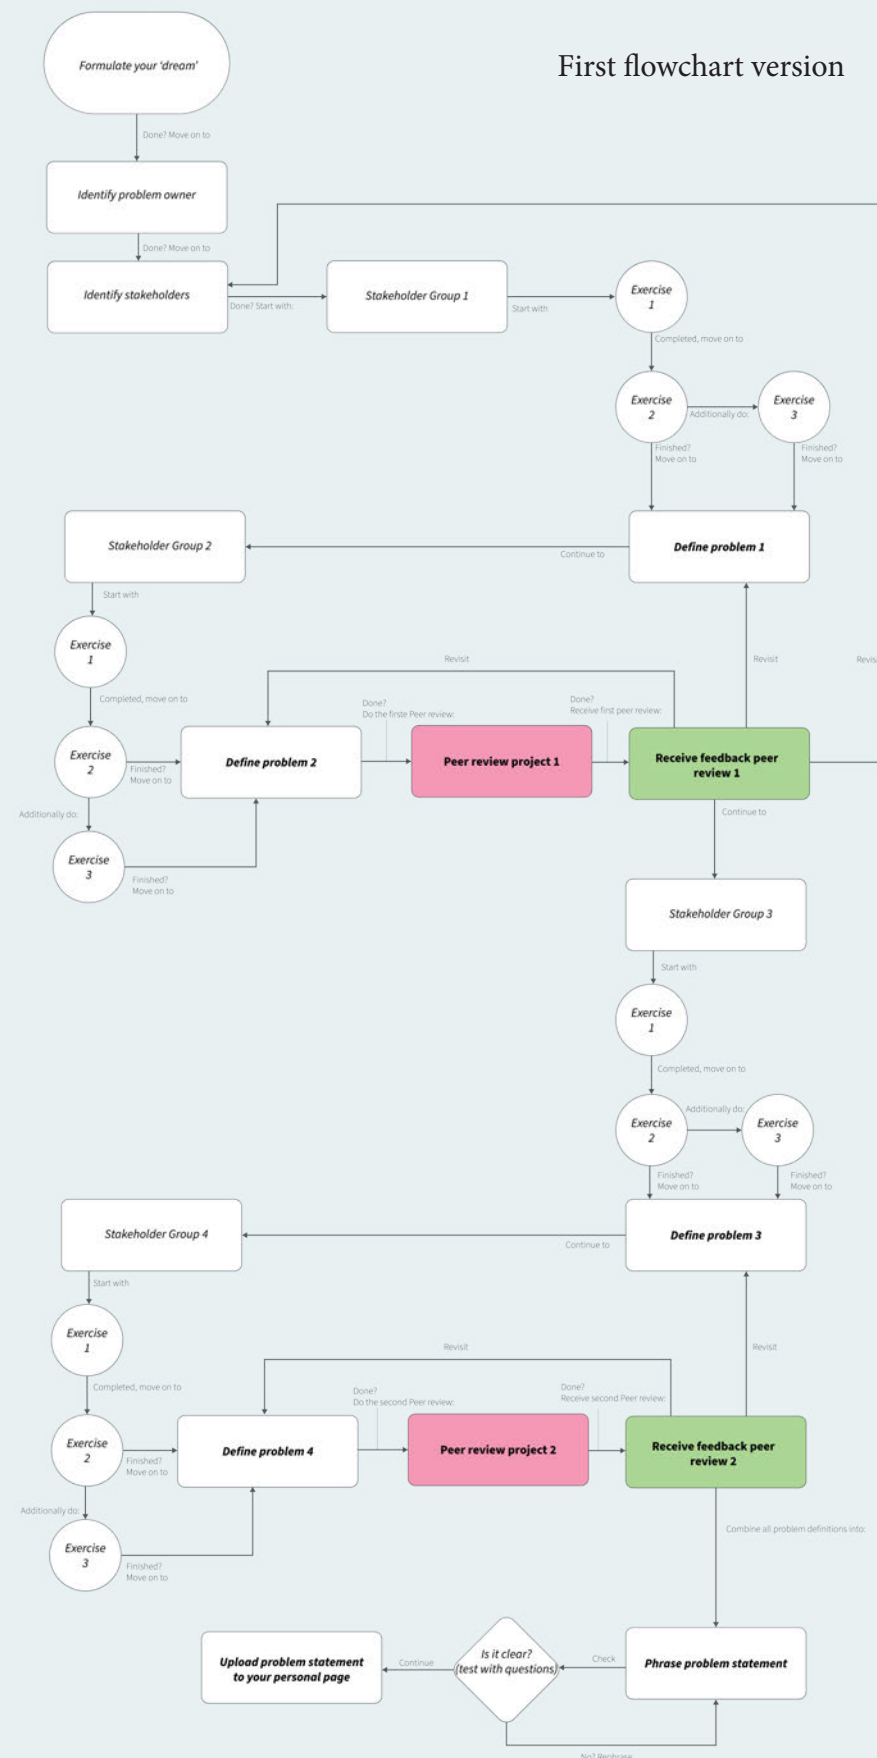 First flowchart version
Formulate your ‘dream’
Done? Move on to
Identify problem owner
Done? Move on to
Identify stakeholders
Done? Start with:
Stakeholder Group 1
Start with
Exercise
1
Completed, move on to
Exercise
2
Additionally do:
Exercise
3
Finished?
Move on to
Finished?
Move on to
Define problem 1
Continue to
Stakeholder Group 2
Start with
Exercise
1
Completed, move on to
Exercise
2
Finished?
Move on to
Additionally do:
Exercise
3
Finished?
Move on to
Define problem 2
Revisit
Done?
Do the firste Peer review:
Peer review project 1
Done?
Receive first peer review:
Receive feedback peer
review 1
Revisit
Revisi
Continue to
Stakeholder Group 3
Start with
Exercise
1
Completed, move on to
Exercise
2
Additionally do:
Exercise
3
Finished?
Move on to
Finished?
Move on to
Define problem 3
Continue to
Stakeholder Group 4
Start with
Exercise
1
Completed, move on to
Exercise
2
Finished?
Move on to
Additionally do:
Exercise
3
Finished?
Move on to
Define problem 4
Revisit
Done?
Do the second Peer review:
Peer review project 2
Done?
Receive second Peer review:
Receive feedback peer
review 2
Revisit
Combine all problem definitions into:
Phrase problem statement
Check
Is it clear?
(test with questions)
Continue
Upload problem statement
to your personal page
No? Rephrase